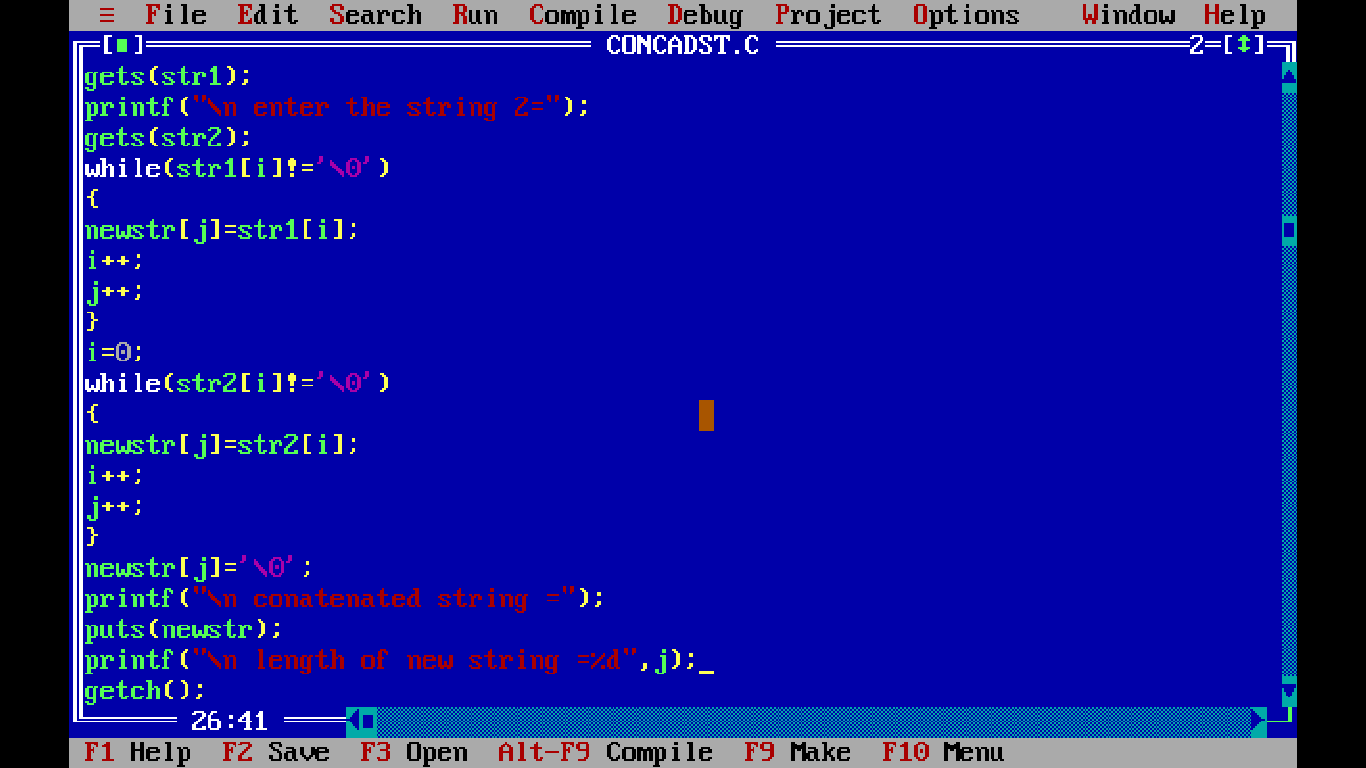 ≡ File Edit Search Run Compile Debug Project Options Window Help
[■] CONCADST.C 2=[↕]
gets(str1);
printf("\n enter the string 2=");
gets(str2);
while(str1[i]!='\0')
{
newstr[j]=str1[i];
i++;
j++;
}
i=0;
while(str2[i]!='\0')
{
newstr[j]=str2[i];
i++;
j++;
}
newstr[j]='\0';
printf("\n conatenated string =");
puts(newstr);
printf("\n length of new string =%d",j);_
getch();
26:41
F1 Help F2 Save F3 Open Alt-F9 Compile F9 Make F10 Menu